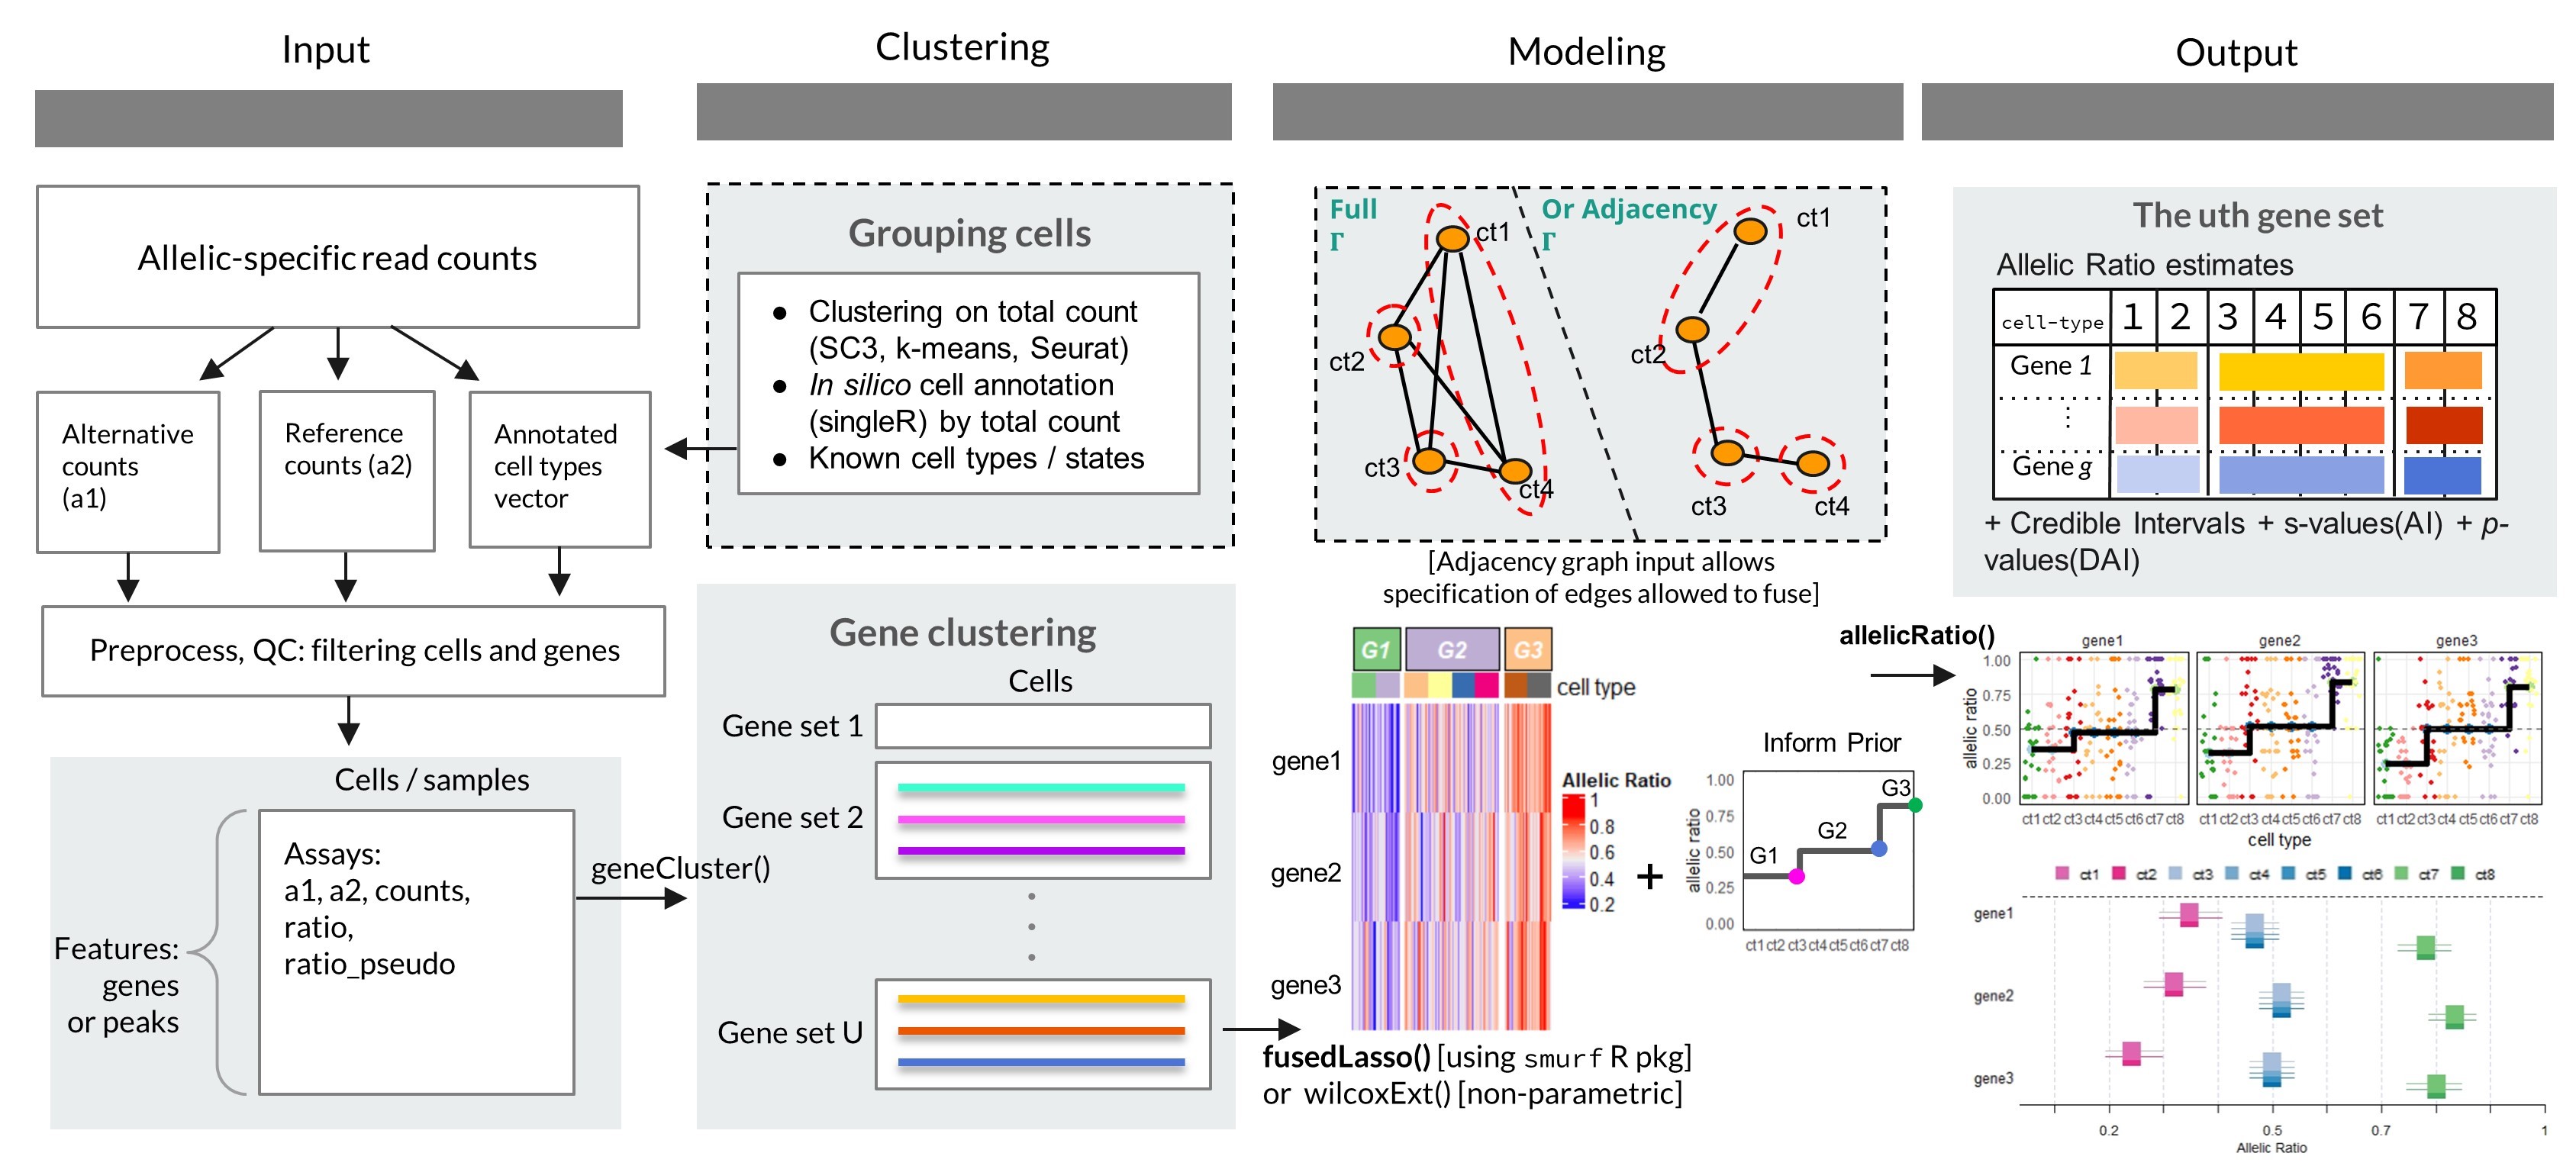 Input
Clustering
Modeling
Output
Allelic-specific read counts
Alternative
counts
(a1)
Reference
counts (a2)
Annotated
cell types
vector
Preprocess, QC: filtering cells and genes
Cells / samples
Assays:
a1, a2, counts,
ratio,
ratio_pseudo
Features:
genes
or peaks
geneCluster()
Grouping cells
● Clustering on total count
(SC3, k-means, Seurat)
● In silico cell annotation
(singleR) by total count
● Known cell types / states
Gene clustering
Cells
Gene set 1
Gene set 2
Gene set U
Full
Γ
ct1
ct2
ct3
ct4
Or Adjacency
Γ
ct1
ct2
ct3
ct4
[Adjacency graph input allows
specification of edges allowed to fuse]
G1 G2 G3
cell type
gene1
gene2
gene3
Allelic Ratio
1
0.8
0.6
0.4
0.2
+
Inform Prior
allelic ratio
1.00
0.75
0.50
0.25
0.00
G1
G2
G3
ct1 ct2 ct3 ct4 ct5 ct6 ct7 ct8
fusedLasso() [using smurf R pkg]
or wilcoxExt() [non-parametric]
allelicRatio()
The uth gene set
Allelic Ratio estimates
cell-type 1 2 3 4 5 6 7 8
Gene 1
⋮
Gene g
+ Credible Intervals + s-values(AI) + p-
values(DAI)
gene1 gene2 gene3
allelic ratio
1.00
0.75
0.50
0.25
0.00
ct1 ct2 ct3 ct4 ct5 ct6 ct7 ct8 ct1 ct2 ct3 ct4 ct5 ct6 ct7 ct8 ct1 ct2 ct3 ct4 ct5 ct6 ct7 ct8
cell type
ct1 ct2 ct3 ct4 ct5 ct6 ct7 ct8
gene1
gene2
gene3
0.2 0.5 0.7 1
Allelic Ratio